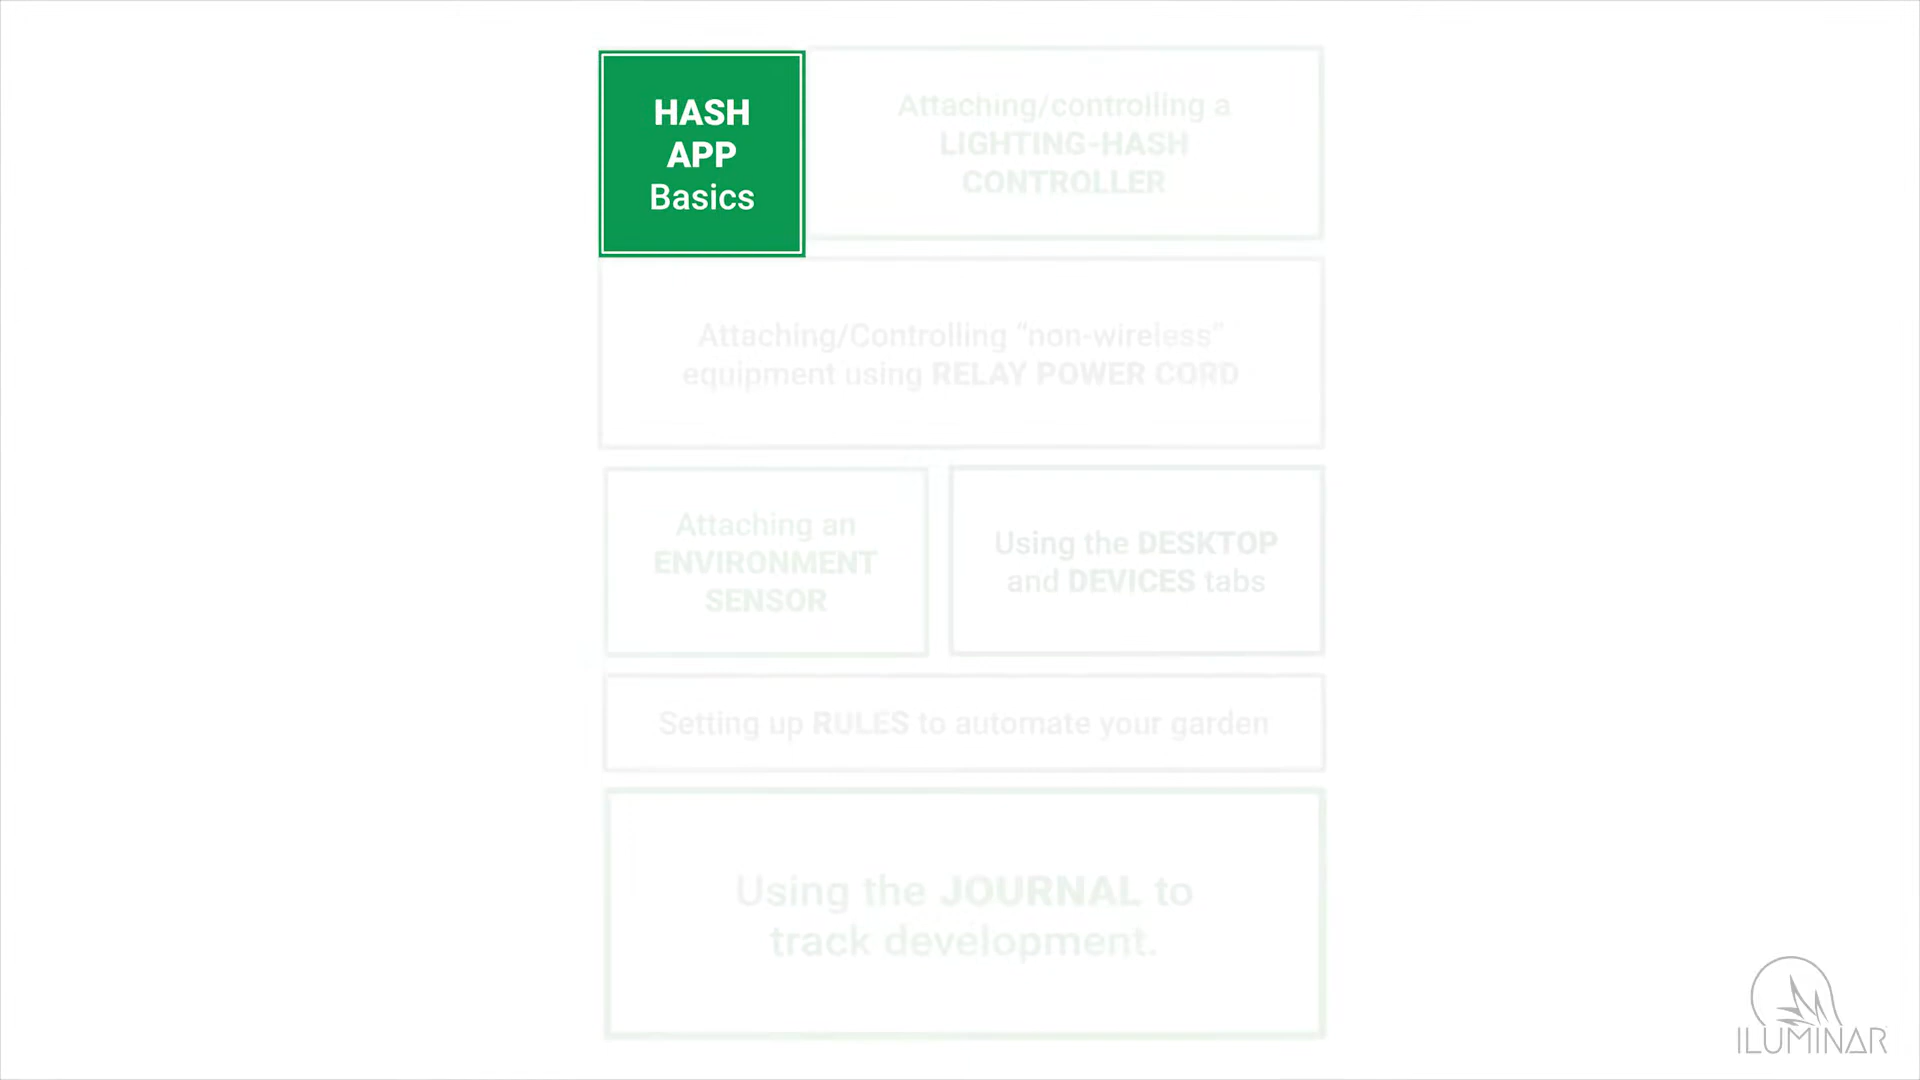 HASH
APP
Basics
Attaching/controlling a
LIGHTING-HASH
CONTROLLER
Attaching/Controlling “non-wireless”
equipment using RELAY POWER CORD
Attaching an
ENVIRONMENT
SENSOR
Using the DESKTOP
and DEVICES tabs
Setting up RULES to automate your garden
Using the JOURNAL to
track development.
ILUMINAR